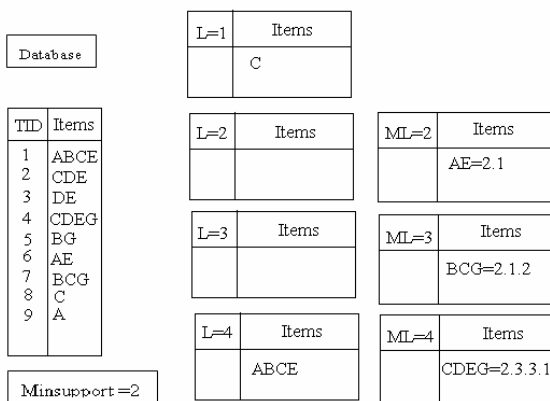 Database
TID Items
1 ABCE
2 CDE
3 DE
4 CDEG
5 BG
6 AE
7 BCG
8 C
9 A
Minsupport=2
L=1 Items
C
L=2 Items
L=3 Items
L=4 Items
ABCE
ML=2 Items
AE=2.1
ML=3 Items
BCG=2.1.2
ML=4 Items
CDEG=2.3.3.1